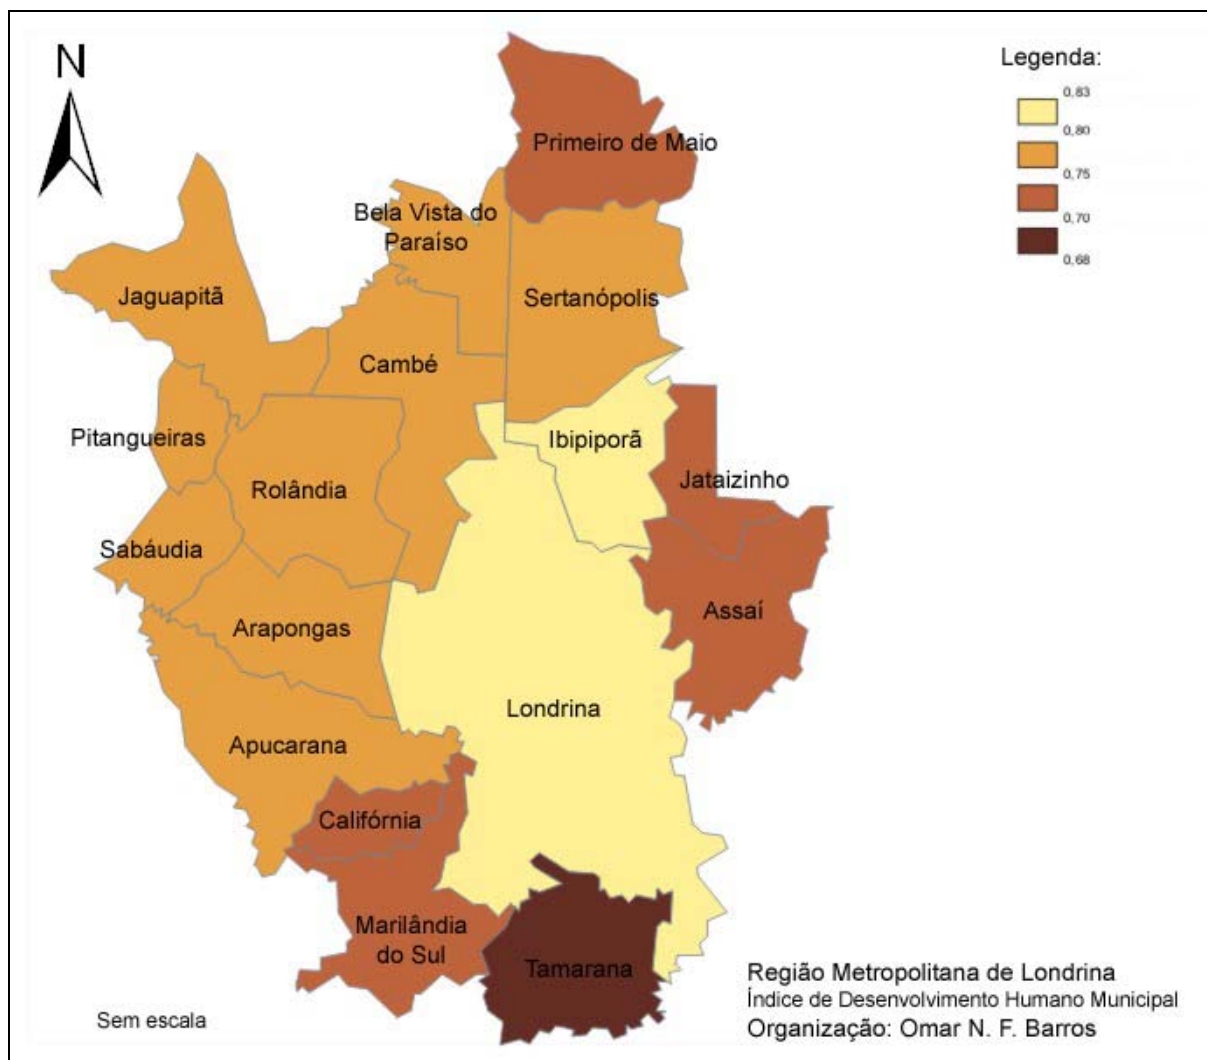 N
Legenda:
0,83
0,80
0,75
0,70
0,68
Primeiro de Maio
Bela Vista do
Paraíso
Jaguapitã
Sertanópolis
Cambé
Pitangueiras
Ibipiporã
Rolândia
Jataizinho
Sabáudia
Assaí
Arapongas
Londrina
Apucarana
Califórnia
Marilândia
do Sul
Tamarana
Região Metropolitana de Londrina
Índice de Desenvolvimento Humano Municipal
Organização: Omar N. F. Barros
Sem escala